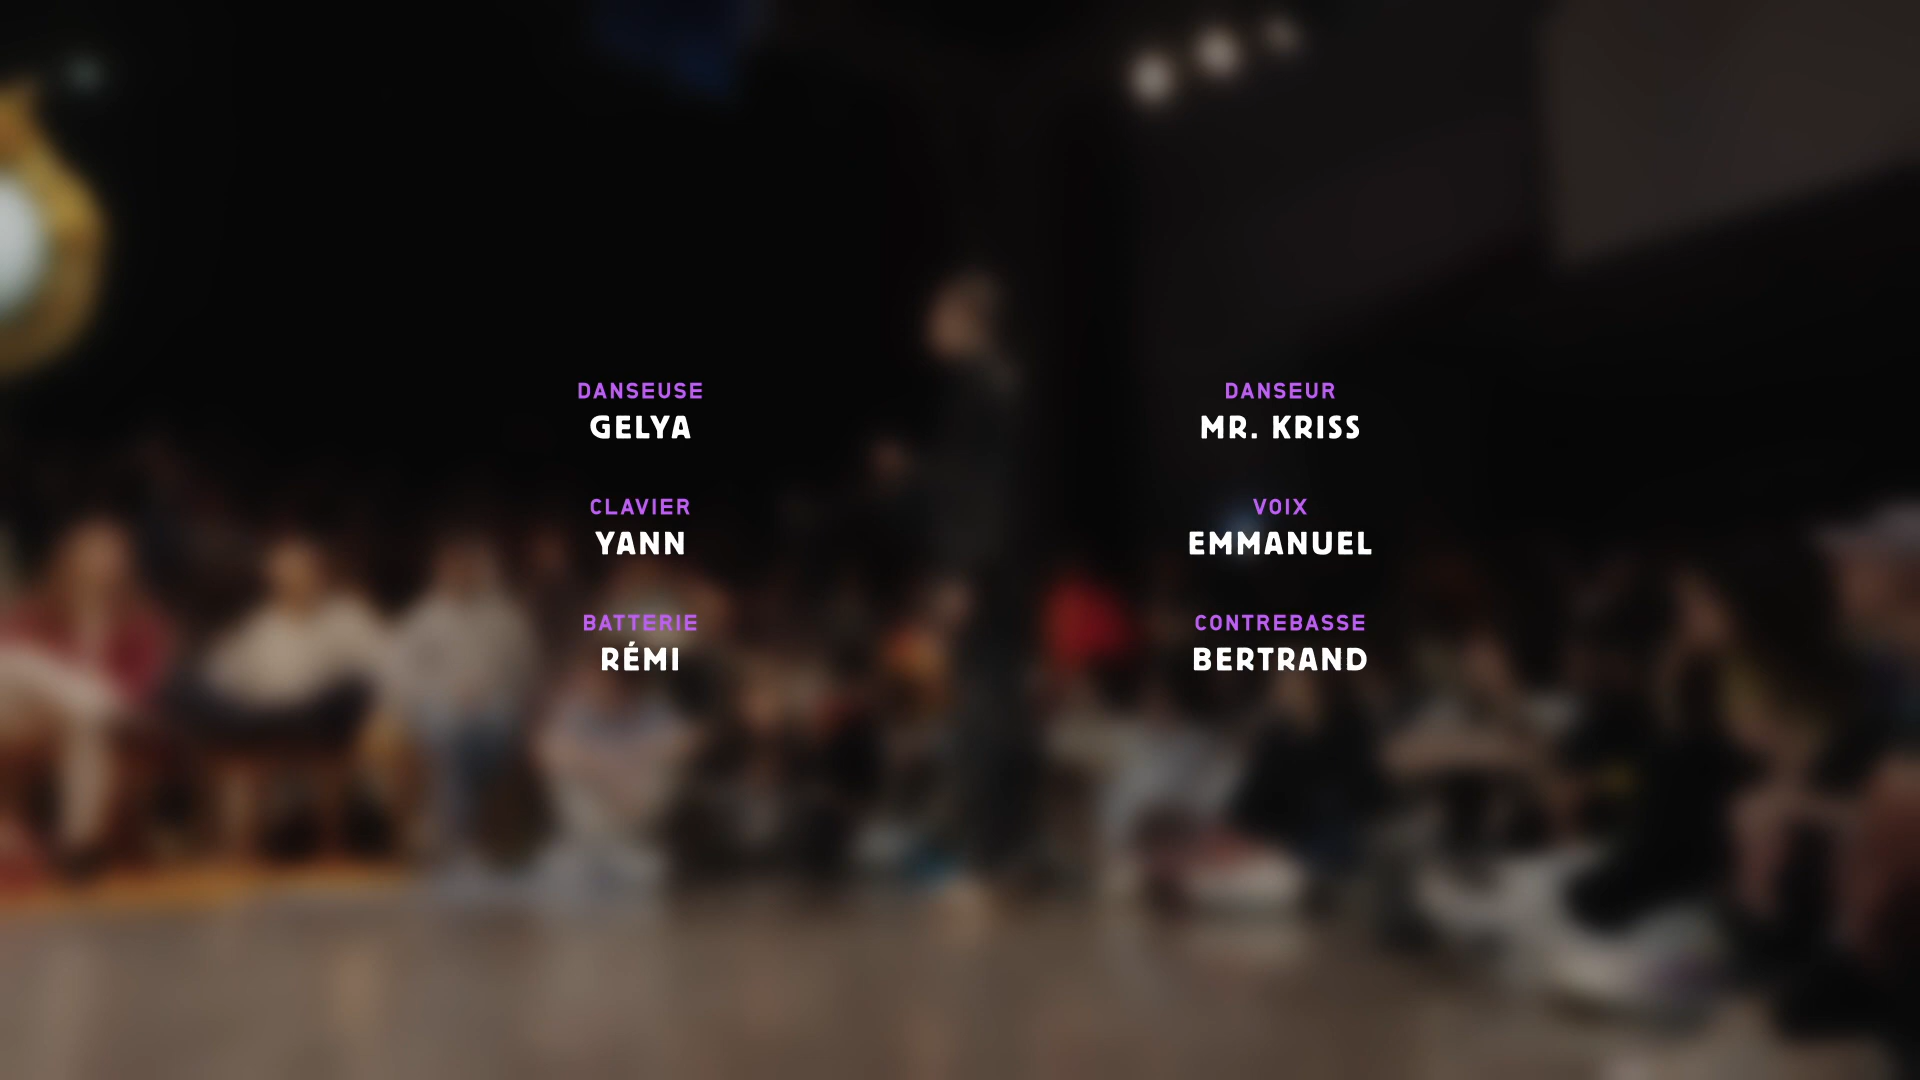 DANSEUSE
GELYA
DANSEUR
MR. KRISS
CLAVIER
YANN
VOIX
EMMANUEL
BATTERIE
RÉMI
CONTREBASSE
BERTRAND